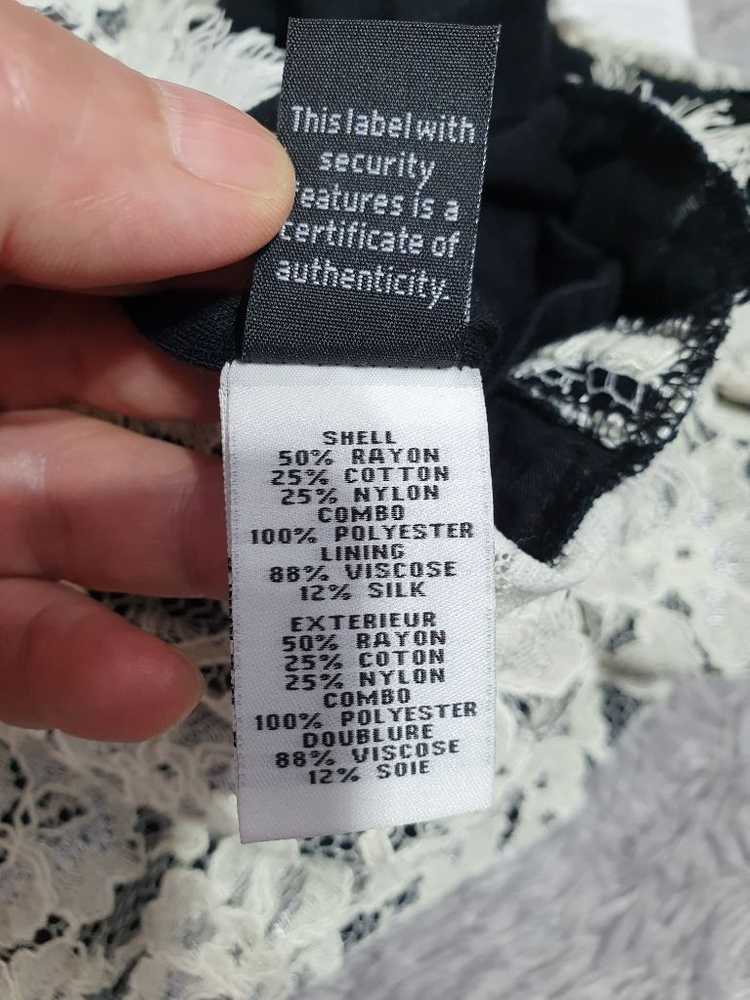 This label with
security
features is a
certificate of
authenticity.
SHELL
50% RAYON
25% COTTON
25% NYLON
COMBO
100% POLYESTER
LINING
88% VISCOSE
12% SILK
EXTERIEUR
50% RAYON
25% COTON
25% NYLON
COMBO
100% POLYESTER
DOUBLURE
88% VISCOSE
12% SOIE